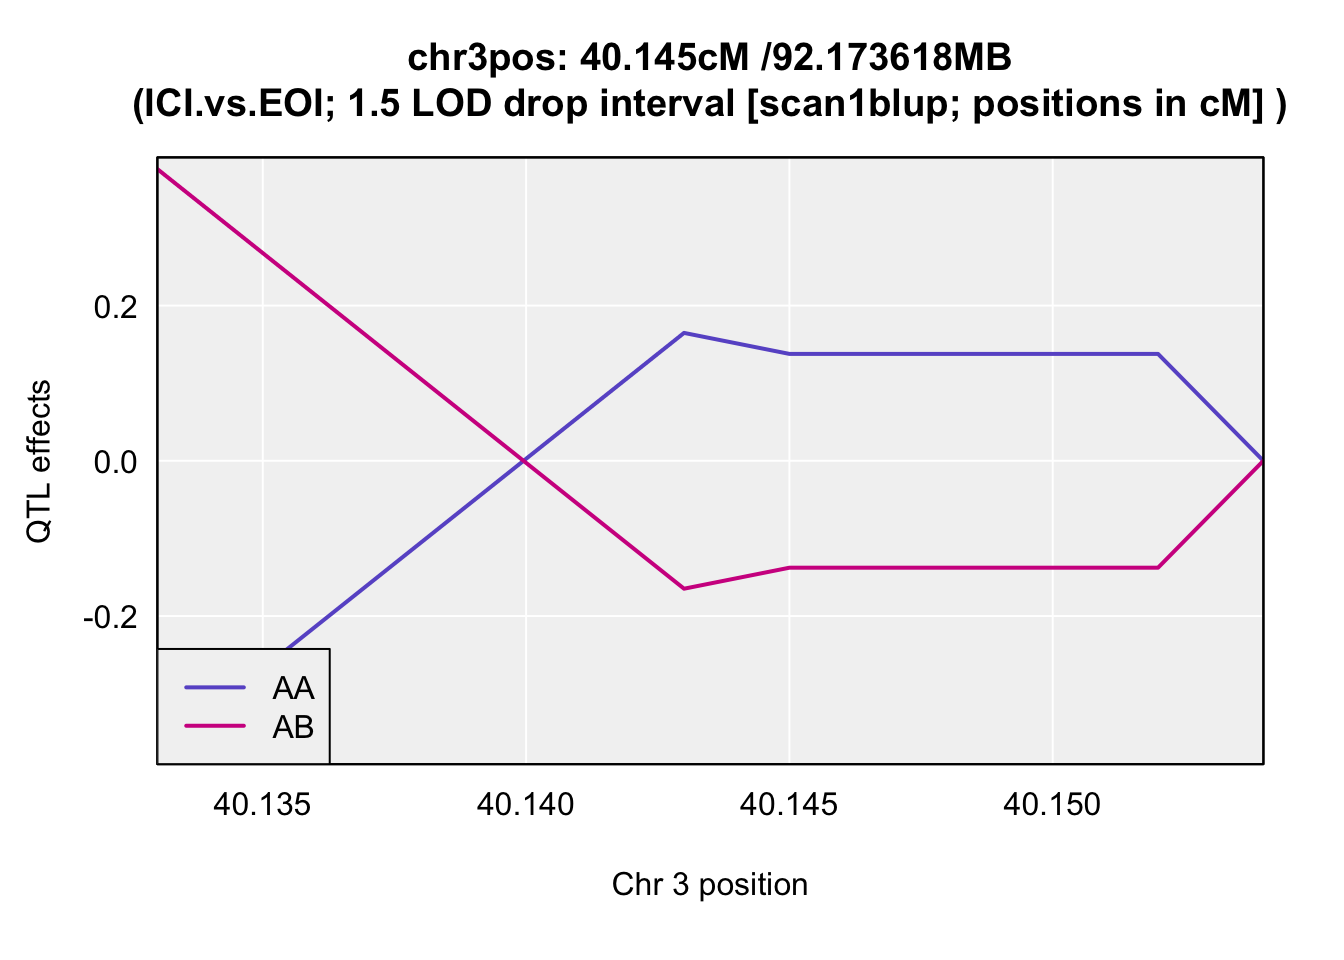 chr3pos: 40.145cM /92.173618MB
(ICI.vs.EOI; 1.5 LOD drop interval [scan1blup; positions in cM] )
QTL effects
0.2
0.0
-0.2
AA
AB
40.135 40.140 40.145 40.150
Chr 3 position